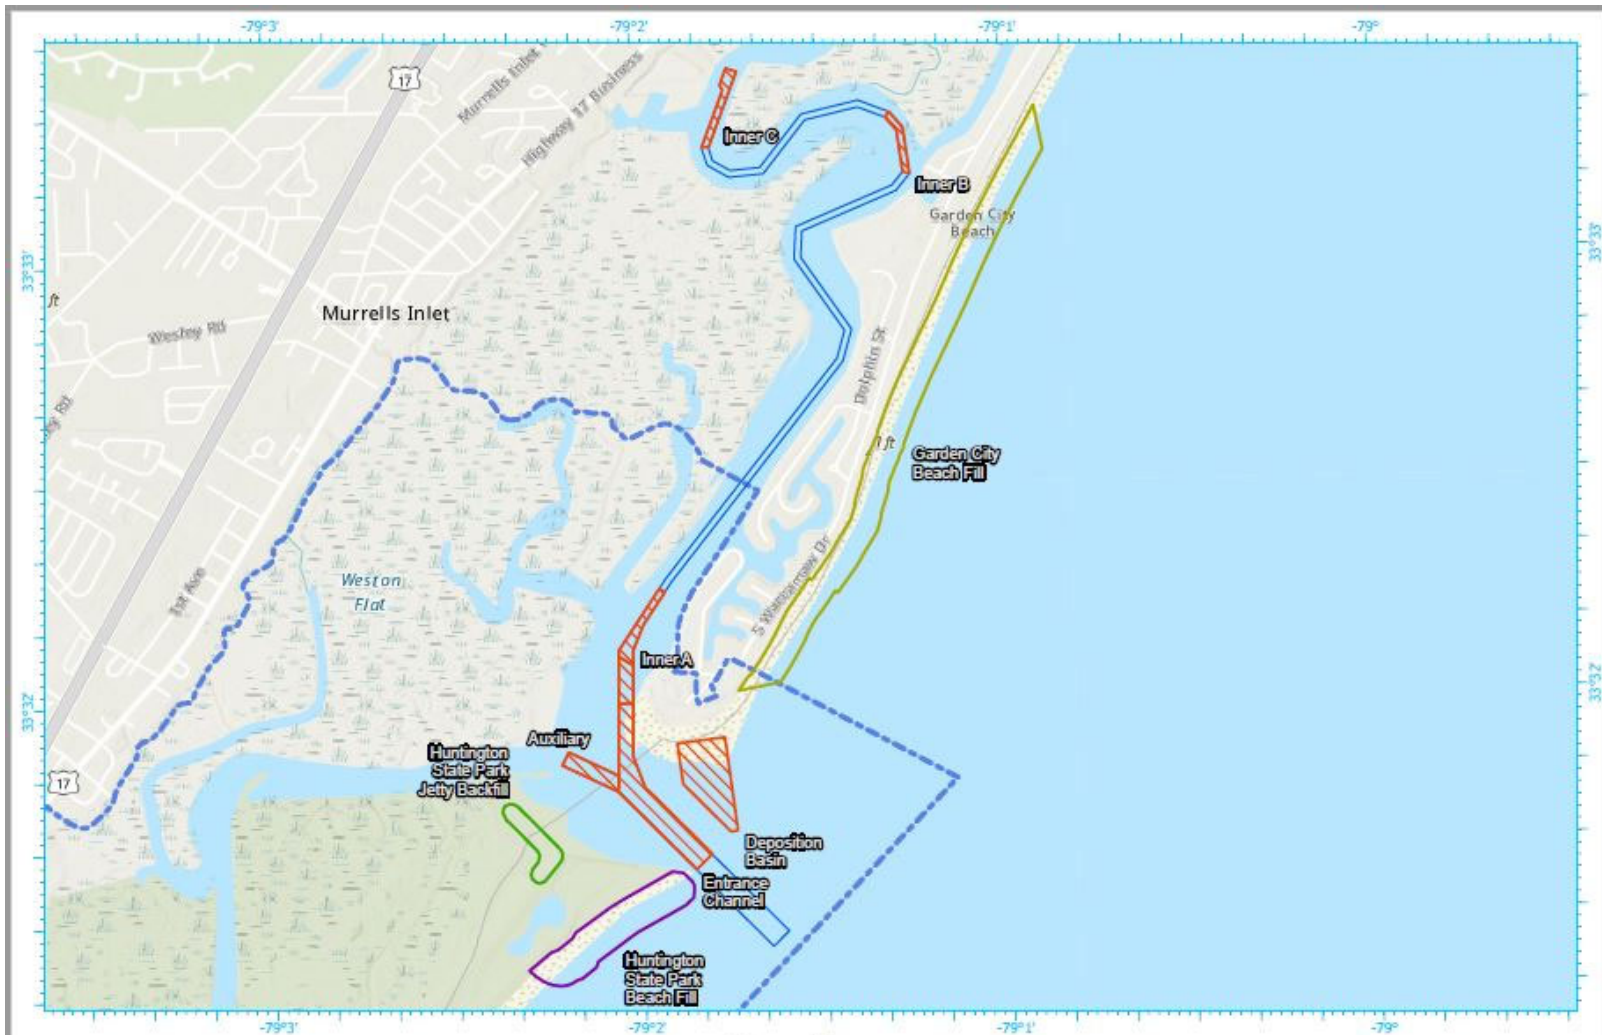 -79°3'
-79°2'
-79°1'
-79°
17
Murrells Inlet
Highway 17 Business
Inner C
Inner B
Garden City
Beach
33°33'
33°33'
ft
Murrells Inlet
Wesley Rd
Dolphin St
Rd
1 ft
Garden City
Beach Fill
S Waccamaw Dr
Weston
Flat
1st Ave
Inner A
33°32'
33°32'
Auxiliary
Huntington
State Park
Jetty Backfill
17
Deposition
Basin
Entrance
Channel
Huntington
State Park
Beach Fill
-79°3'
-79°2'
-79°1'
-79°